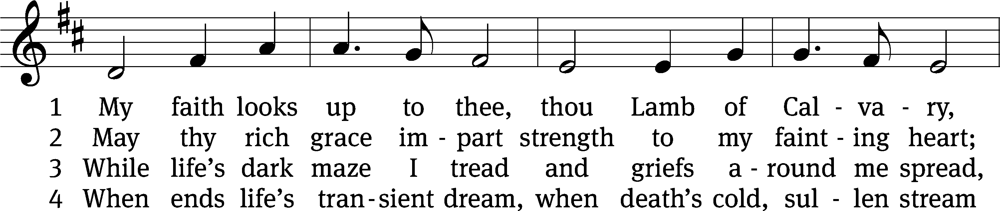 1 My faith looks up to thee, thou Lamb of Cal - va - ry,
2 May thy rich grace im - part strength to my faint - ing heart;
3 While life’s dark maze I tread and griefs a - round me spread,
4 When ends life’s tran - sient dream, when death’s cold, sul - len stream